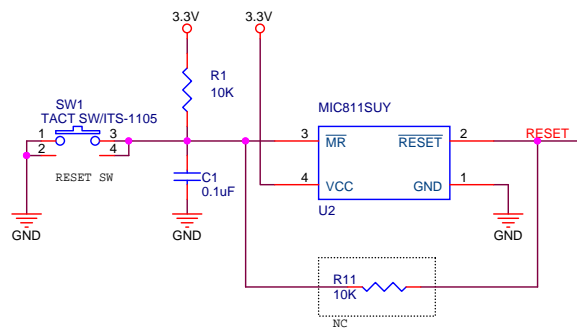 3.3V
3.3V
R1
10K
SW1
TACT SW/ITS-1105
MIC811SUY
1
3
2
4
3
MR
RESET
2
RESET
RESET SW
C1
0.1uF
4
VCC
GND
1
U2
GND
GND
GND
R11
10K
NC